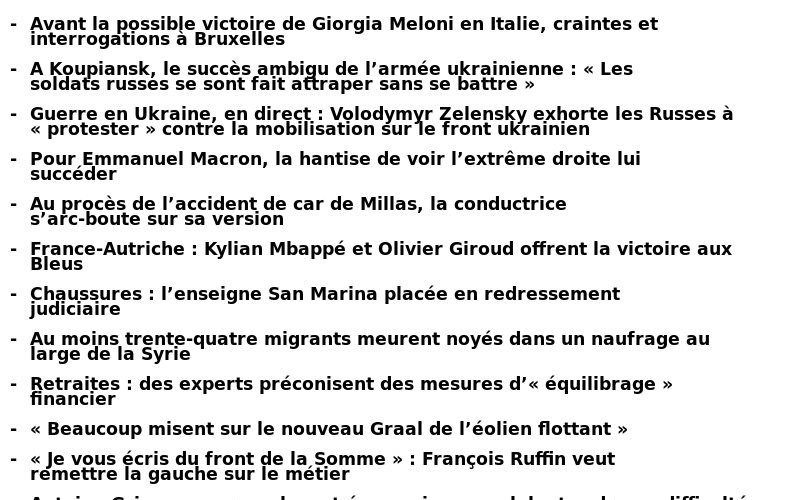 - Avant la possible victoire de Giorgia Meloni en Italie, craintes et
interrogations à Bruxelles
- A Koupiansk, le succès ambigu de l’armée ukrainienne : « Les
soldats russes se sont fait attraper sans se battre »
- Guerre en Ukraine, en direct : Volodymyr Zelensky exhorte les Russes à
« protester » contre la mobilisation sur le front ukrainien
- Pour Emmanuel Macron, la hantise de voir l’extrême droite lui
succéder
- Au procès de l’accident de car de Millas, la conductrice
s’arc-boute sur sa version
- France-Autriche : Kylian Mbappé et Olivier Giroud offrent la victoire aux
Bleus
- Chaussures : l’enseigne San Marina placée en redressement
judiciaire
- Au moins trente-quatre migrants meurent noyés dans un naufrage au
large de la Syrie
- Retraites : des experts préconisent des mesures d’« équilibrage »
financier
- « Beaucoup misent sur le nouveau Graal de l’éolien flottant »
- « Je vous écris du front de la Somme » : François Ruffin veut
remettre la gauche sur le métier